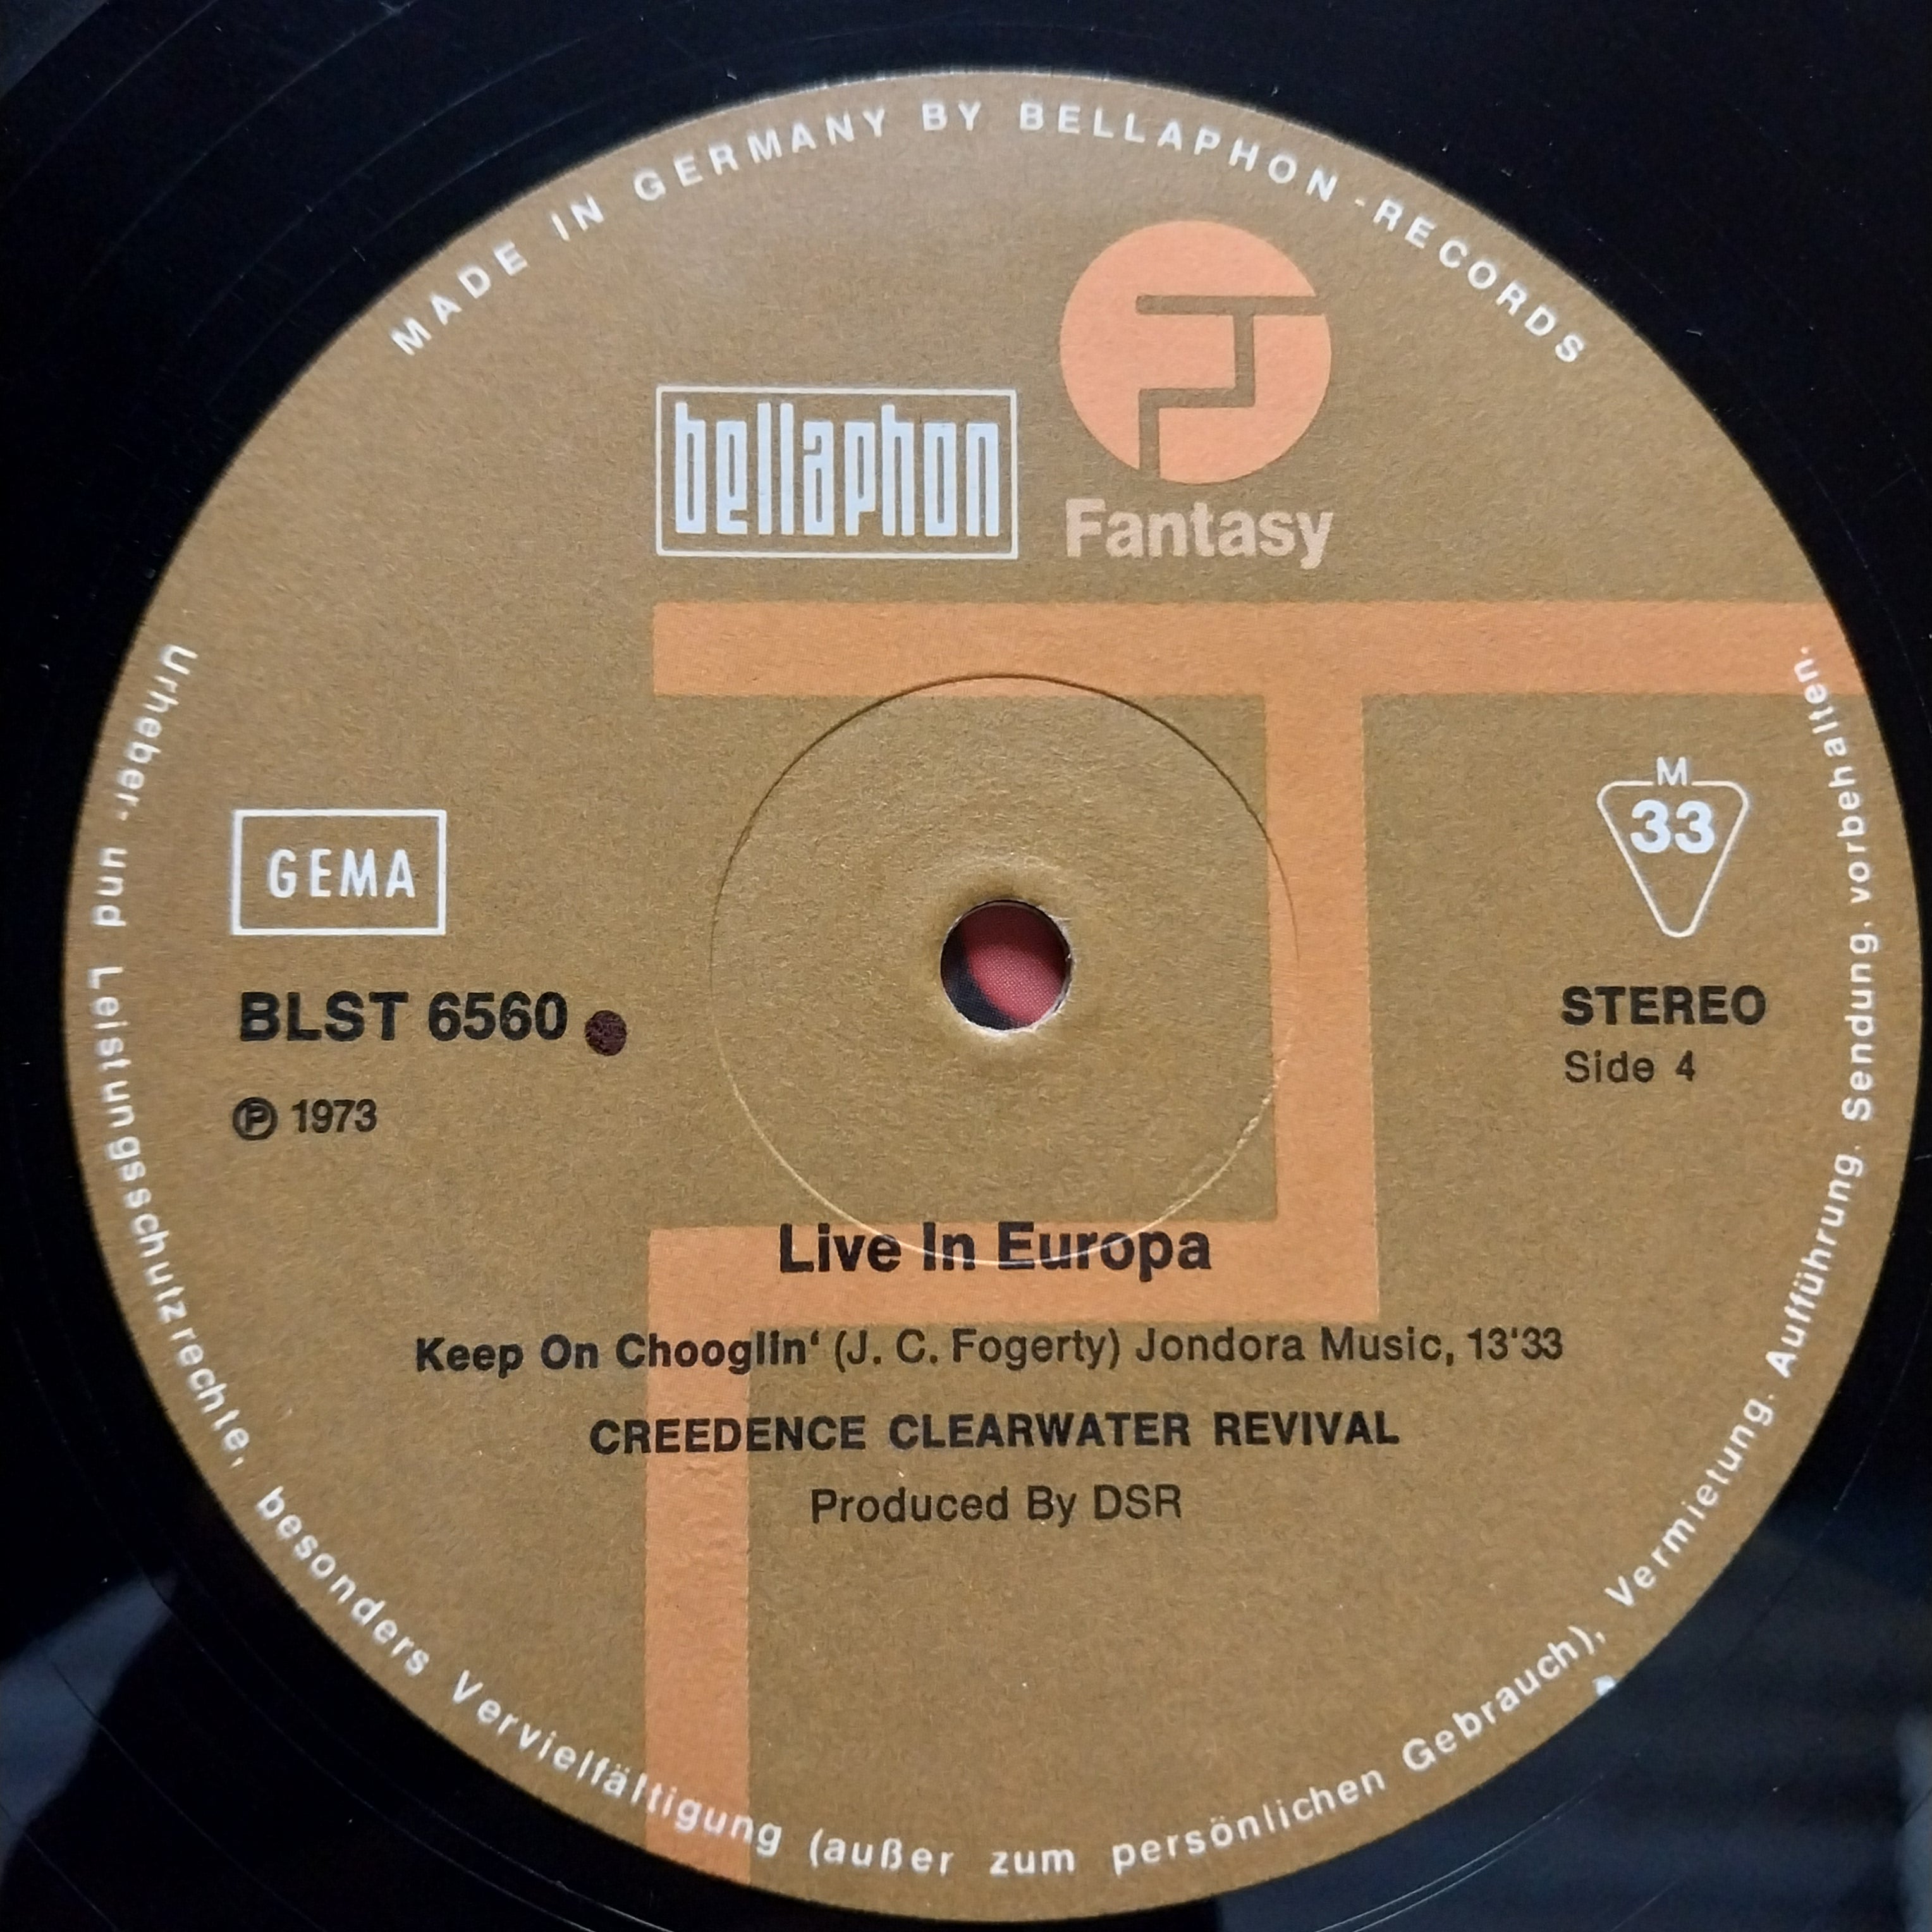 MADE IN GERMANY BY BELLAPHON-RECORDS
bellaphon
Fantasy
GEMA
M
33
BLST 6560
STEREO
Side 4
℗ 1973
Live In Europa
Keep On Chooglin‘ (J. C. Fogerty) Jondora Music, 13'33
CREEDENCE CLEARWATER REVIVAL
Produced By DSR
Urheber- und Leistungsschutzrechte, besonders Vervielfältigung (außer zum persönlichen Gebrauch), Vermietung. Aufführung. Sendung, vorbehalten.